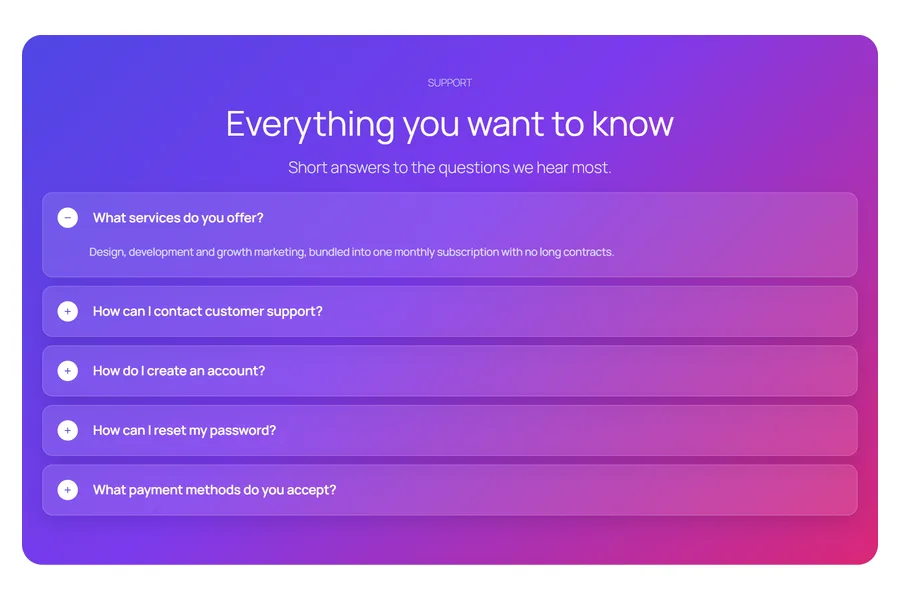 SUPPORT
Everything you want to know
Short answers to the questions we hear most.
− What services do you offer?
Design, development and growth marketing, bundled into one monthly subscription with no long contracts.
+ How can I contact customer support?
+ How do I create an account?
+ How can I reset my password?
+ What payment methods do you accept?